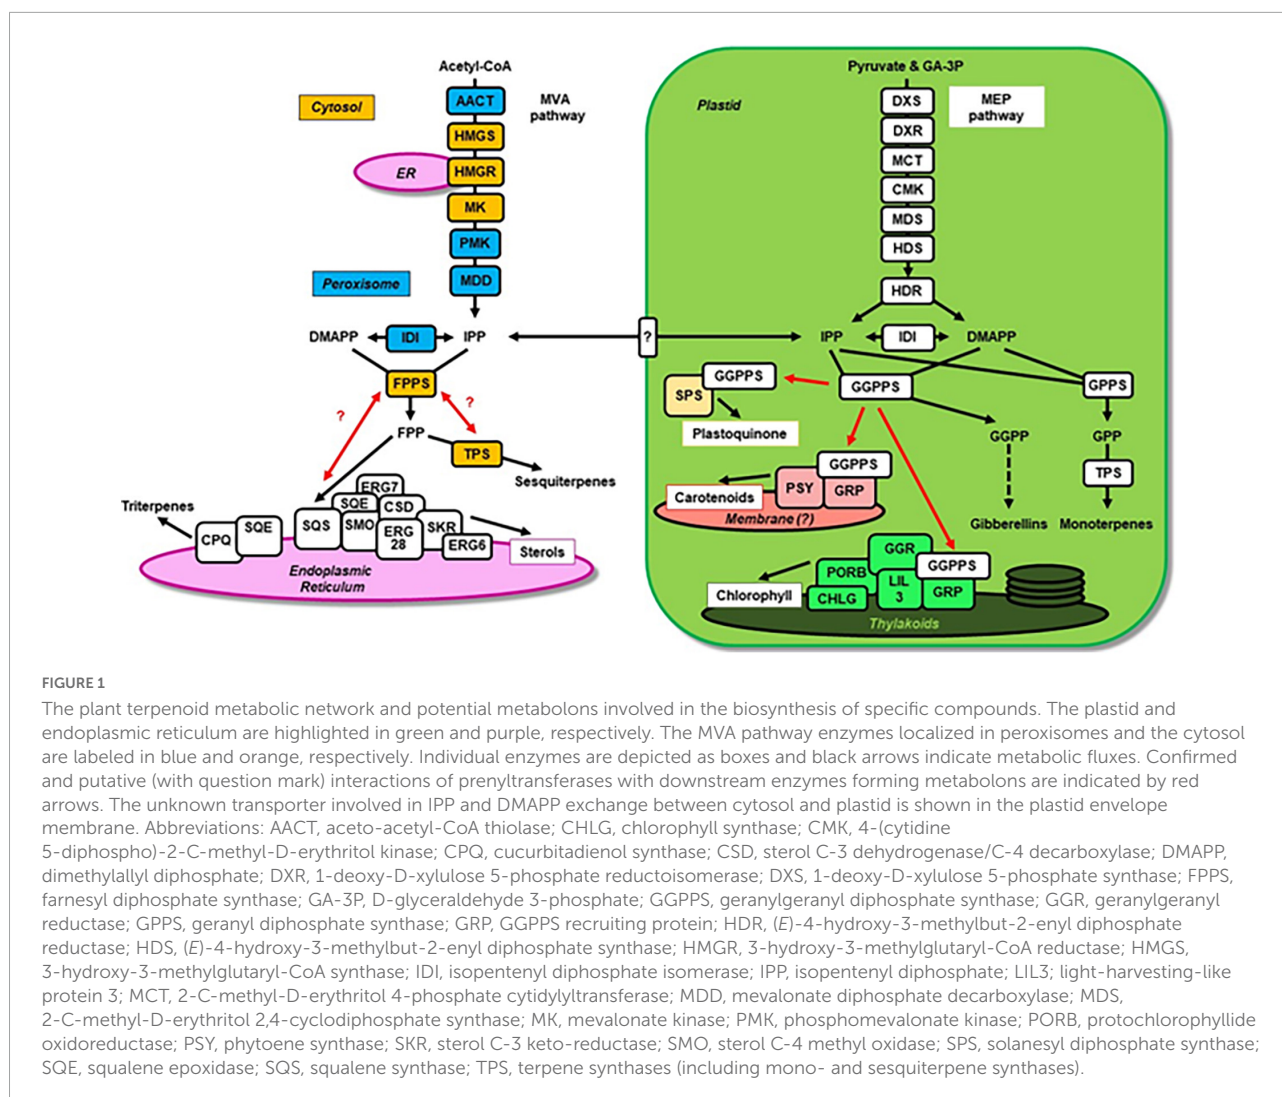 Acetyl-CoA
Cytosol
AACT
MVA
pathway
HMGS
ER
HMGR
MK
PMK
Peroxisome
MDD
DMAPP
IDI
IPP
?
FPPS
?
?
FPP
TPS
Sesquiterpenes
Triterpenes
ERG7
SQE
CSD
CPQ
SQE
SQS
SMO
ERG
28
SKR
ERG6
Sterols
Endoplasmic
Reticulum
Pyruvate & GA-3P
Plastid
DXS
MEP
pathway
DXR
MCT
CMK
MDS
HDS
HDR
IPP
IDI
DMAPP
GGPPS
SPS
GGPPS
GPPS
Plastoquinone
GGPP
GPP
GGPPS
TPS
Carotenoids
PSY
GRP
Membrane (?)
Gibberellins
Monoterpenes
GGR
GGPPS
PORB
LIL
3
Chlorophyll
CHLG
GRP
Thylakoids
FIGURE 1
The plant terpenoid metabolic network and potential metabolons involved in the biosynthesis of specific compounds. The plastid and
endoplasmic reticulum are highlighted in green and purple, respectively. The MVA pathway enzymes localized in peroxisomes and the cytosol
are labeled in blue and orange, respectively. Individual enzymes are depicted as boxes and black arrows indicate metabolic fluxes. Confirmed
and putative (with question mark) interactions of prenyltransferases with downstream enzymes forming metabolons are indicated by red
arrows. The unknown transporter involved in IPP and DMAPP exchange between cytosol and plastid is shown in the plastid envelope
membrane. Abbreviations: AACT, aceto-acetyl-CoA thiolase; CHLG, chlorophyll synthase; CMK, 4-(cytidine
5-diphospho)-2-C-methyl-D-erythritol kinase; CPQ, cucurbitadienol synthase; CSD, sterol C-3 dehydrogenase/C-4 decarboxylase; DMAPP,
dimethylallyl diphosphate; DXR, 1-deoxy-D-xylulose 5-phosphate reductoisomerase; DXS, 1-deoxy-D-xylulose 5-phosphate synthase; FPPS,
farnesyl diphosphate synthase; GA-3P, D-glyceraldehyde 3-phosphate; GGPPS, geranylgeranyl diphosphate synthase; GGR, geranylgeranyl
reductase; GPPS, geranyl diphosphate synthase; GRP, GGPPS recruiting protein; HDR, (E)-4-hydroxy-3-methylbut-2-enyl diphosphate
reductase; HDS, (E)-4-hydroxy-3-methylbut-2-enyl diphosphate synthase; HMGR, 3-hydroxy-3-methylglutaryl-CoA reductase; HMGS,
3-hydroxy-3-methylglutaryl-CoA synthase; IDI, isopentenyl diphosphate isomerase; IPP, isopentenyl diphosphate; LIL3; light-harvesting-like
protein 3; MCT, 2-C-methyl-D-erythritol 4-phosphate cytidylyltransferase; MDD, mevalonate diphosphate decarboxylase; MDS,
2-C-methyl-D-erythritol 2,4-cyclodiphosphate synthase; MK, mevalonate kinase; PMK, phosphomevalonate kinase; PORB, protochlorophyllide
oxidoreductase; PSY, phytoene synthase; SKR, sterol C-3 keto-reductase; SMO, sterol C-4 methyl oxidase; SPS, solanesyl diphosphate synthase;
SQE, squalene epoxidase; SQS, squalene synthase; TPS, terpene synthases (including mono- and sesquiterpene synthases).